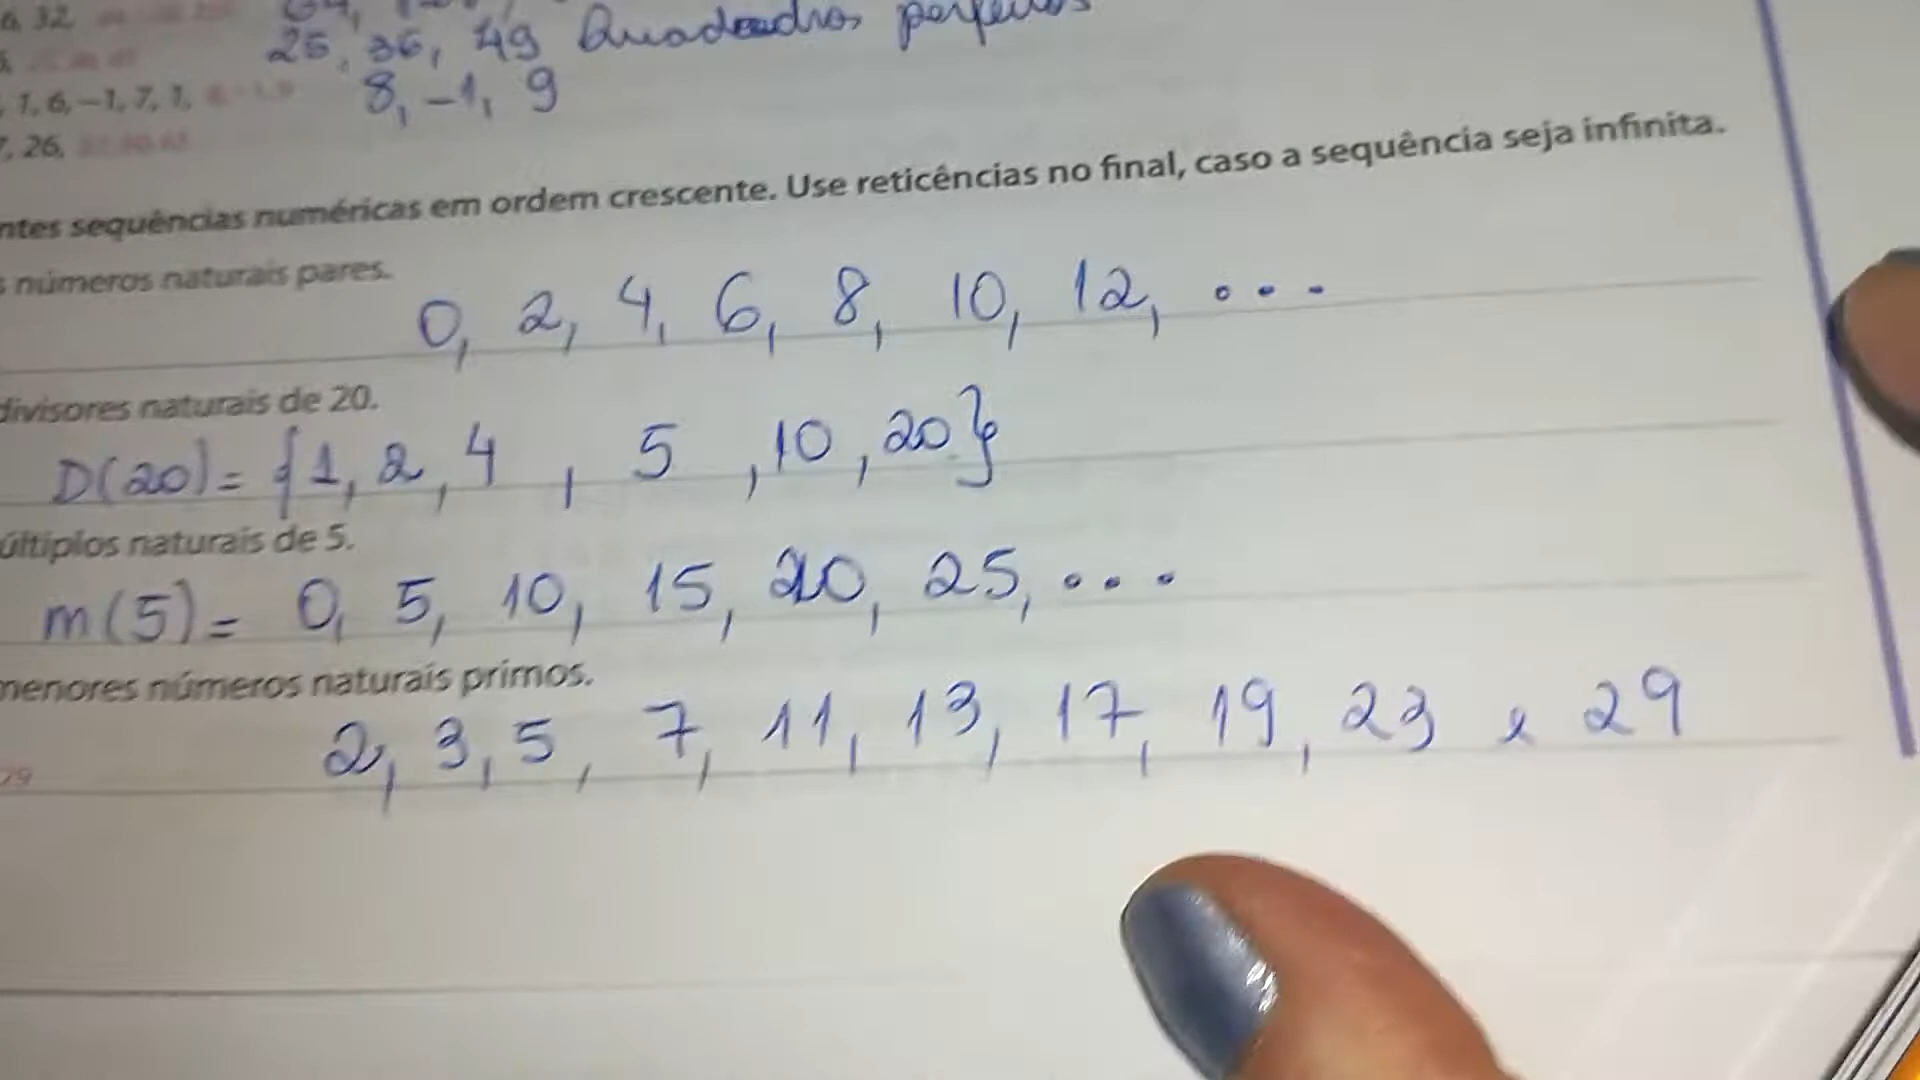 32
25, 36, 49 Quadrados perfeitos
1, 6, −1, 7, 1, 8, −1, 9
26,
sequências numéricas em ordem crescente. Use reticências no final, caso a sequência seja infinita.
números naturais pares.
0, 2, 4, 6, 8, 10, 12, ...
divisores naturais de 20.
D(20) = {1, 2, 4, 5, 10, 20}
últiplos naturais de 5.
m(5) = 0, 5, 10, 15, 20, 25, ...
menores números naturais primos.
2, 3, 5, 7, 11, 13, 17, 19, 23 e 29